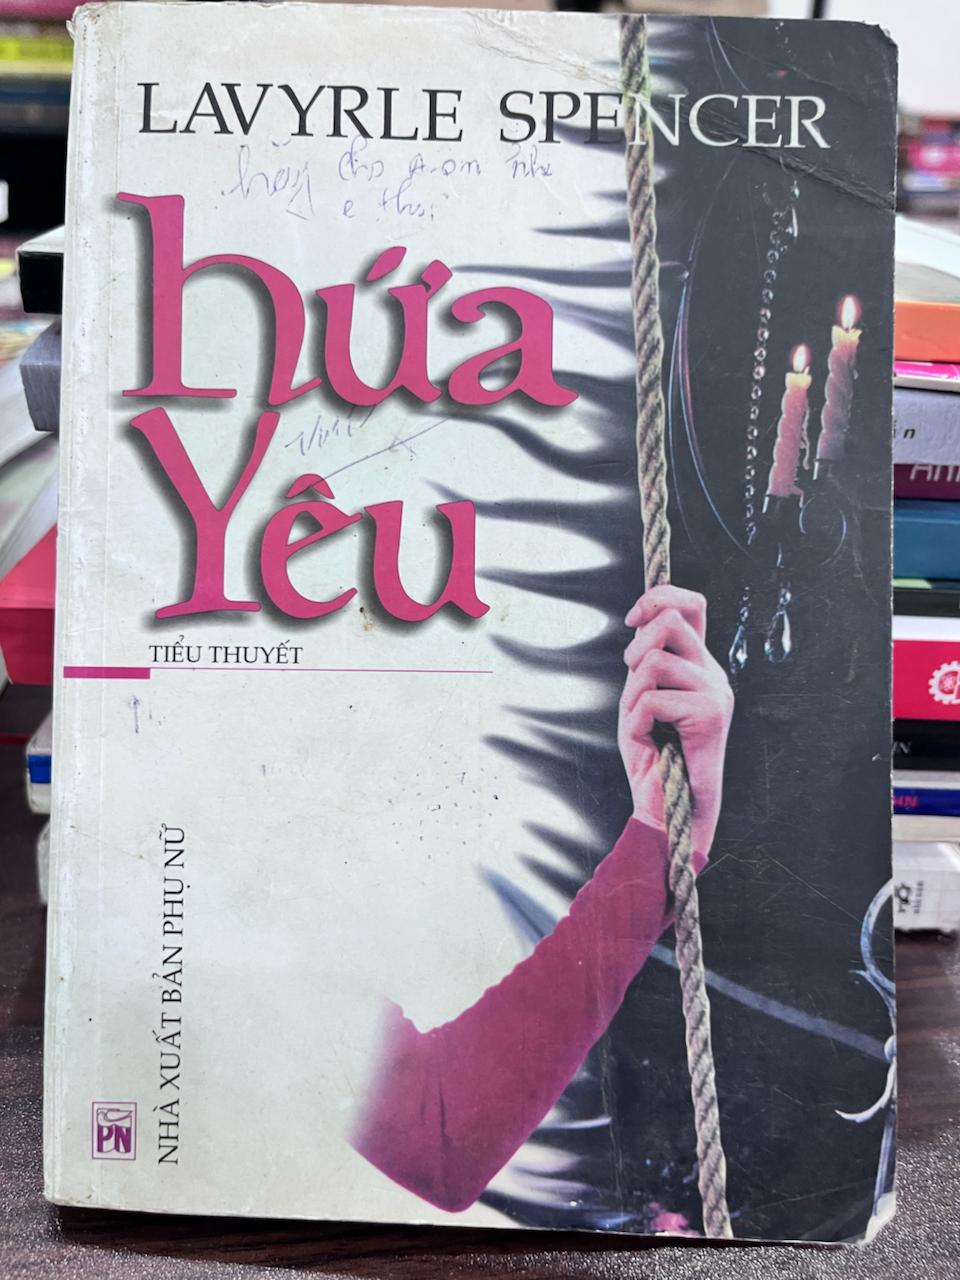 LAVYRLE SPENCER
hứa
Yêu
TIỂU THUYẾT
NHÀ XUẤT BẢN PHỤ NỮ
PN